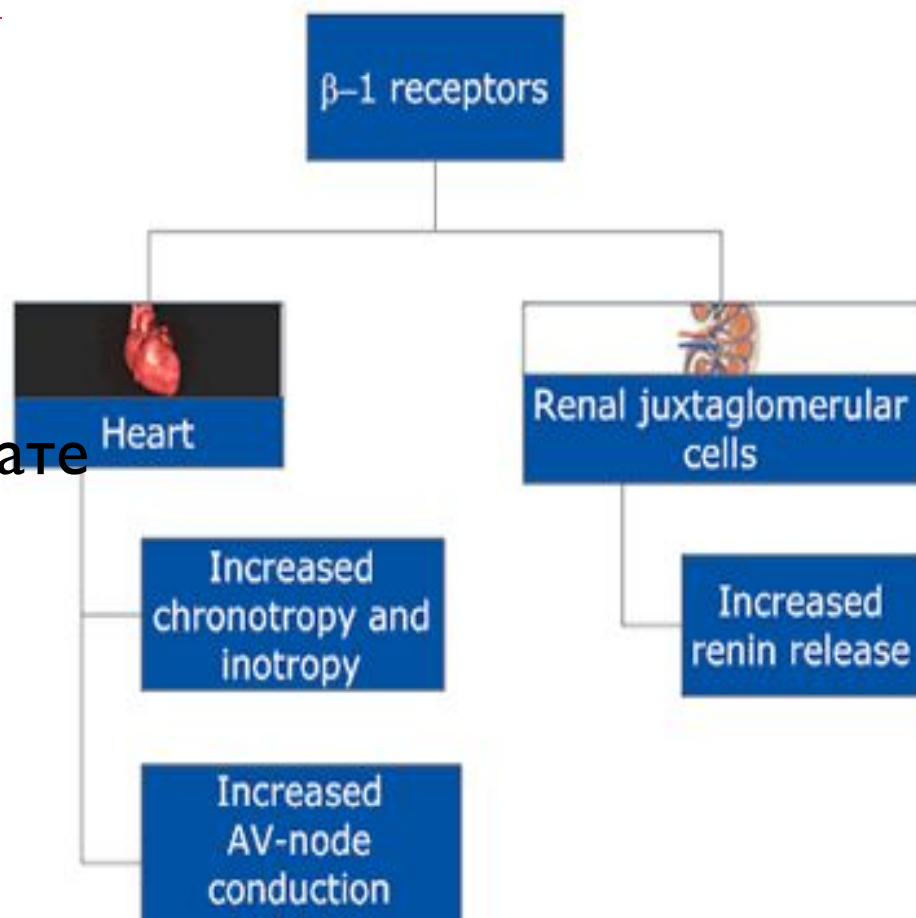 β–1 receptors
Heart
Renal juxtaglomerular
cells
Increased
chronotropy and
inotropy
Increased
AV-node
conduction
Increased
renin release